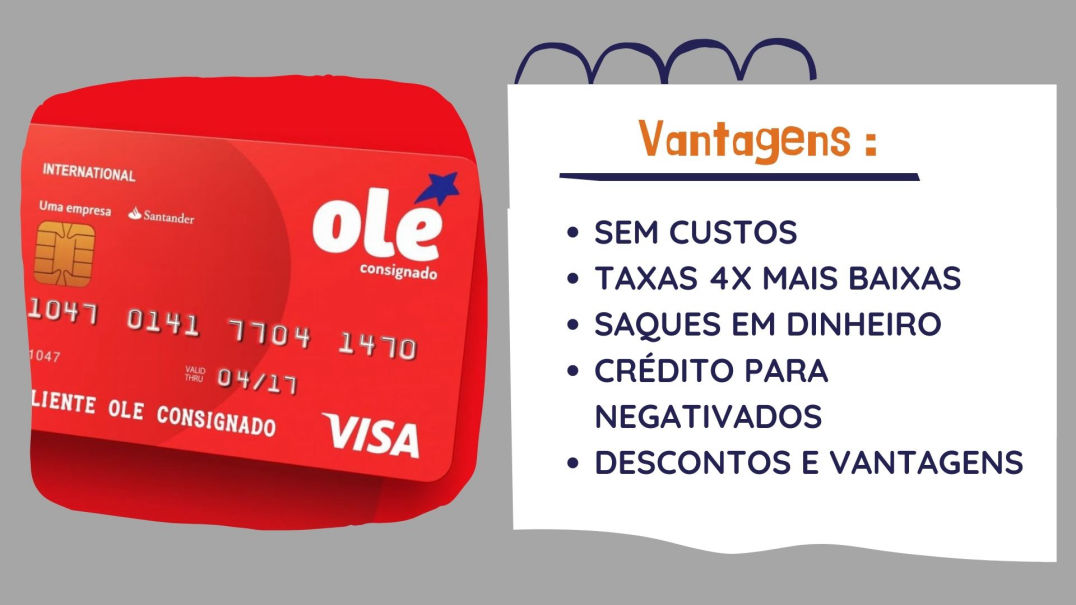 INTERNATIONAL
Uma empresa Santander
olé
consignado
1047 0141 7704 1470
1047
VALID
THRU 04/17
LIENTE OLE CONSIGNADO
VISA
Vantagens :
• SEM CUSTOS
• TAXAS 4X MAIS BAIXAS
• SAQUES EM DINHEIRO
• CRÉDITO PARA
NEGATIVADOS
• DESCONTOS E VANTAGENS